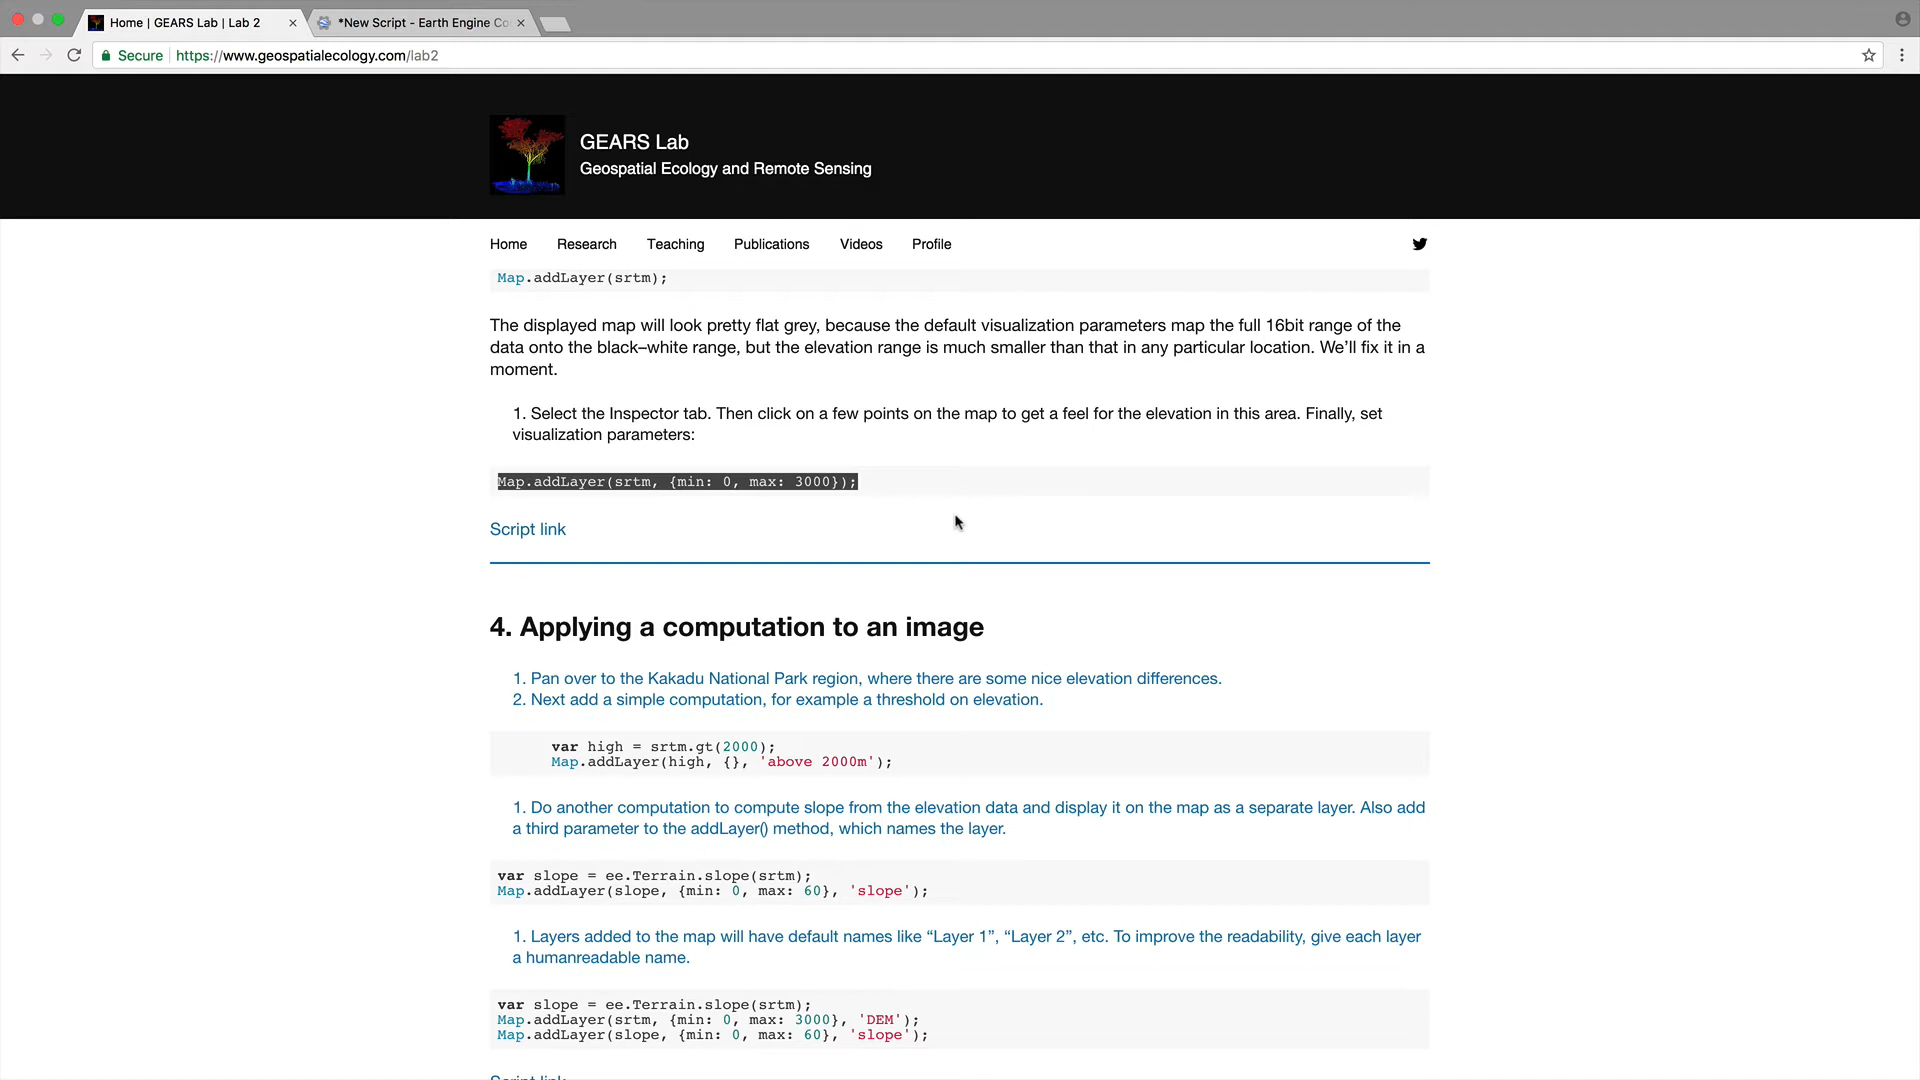 Home | GEARS Lab | Lab 2
*New Script - Earth Engine Co
Secure
https://www.geospatialecology.com/lab2
GEARS Lab
Geospatial Ecology and Remote Sensing
Home Research Teaching Publications Videos Profile
Map.addLayer(srtm);
The displayed map will look pretty flat grey, because the default visualization parameters map the full 16bit range of the
data onto the black–white range, but the elevation range is much smaller than that in any particular location. We’ll fix it in a
moment.
1. Select the Inspector tab. Then click on a few points on the map to get a feel for the elevation in this area. Finally, set
visualization parameters:
Map.addLayer(srtm, {min: 0, max: 3000});
Script link
4. Applying a computation to an image
1. Pan over to the Kakadu National Park region, where there are some nice elevation differences.
2. Next add a simple computation, for example a threshold on elevation.
var high = srtm.gt(2000);
Map.addLayer(high, {}, 'above 2000m');
1. Do another computation to compute slope from the elevation data and display it on the map as a separate layer. Also add
a third parameter to the addLayer() method, which names the layer.
var slope = ee.Terrain.slope(srtm);
Map.addLayer(slope, {min: 0, max: 60}, 'slope');
1. Layers added to the map will have default names like “Layer 1”, “Layer 2”, etc. To improve the readability, give each layer
a humanreadable name.
var slope = ee.Terrain.slope(srtm);
Map.addLayer(srtm, {min: 0, max: 3000}, 'DEM');
Map.addLayer(slope, {min: 0, max: 60}, 'slope');
Script link